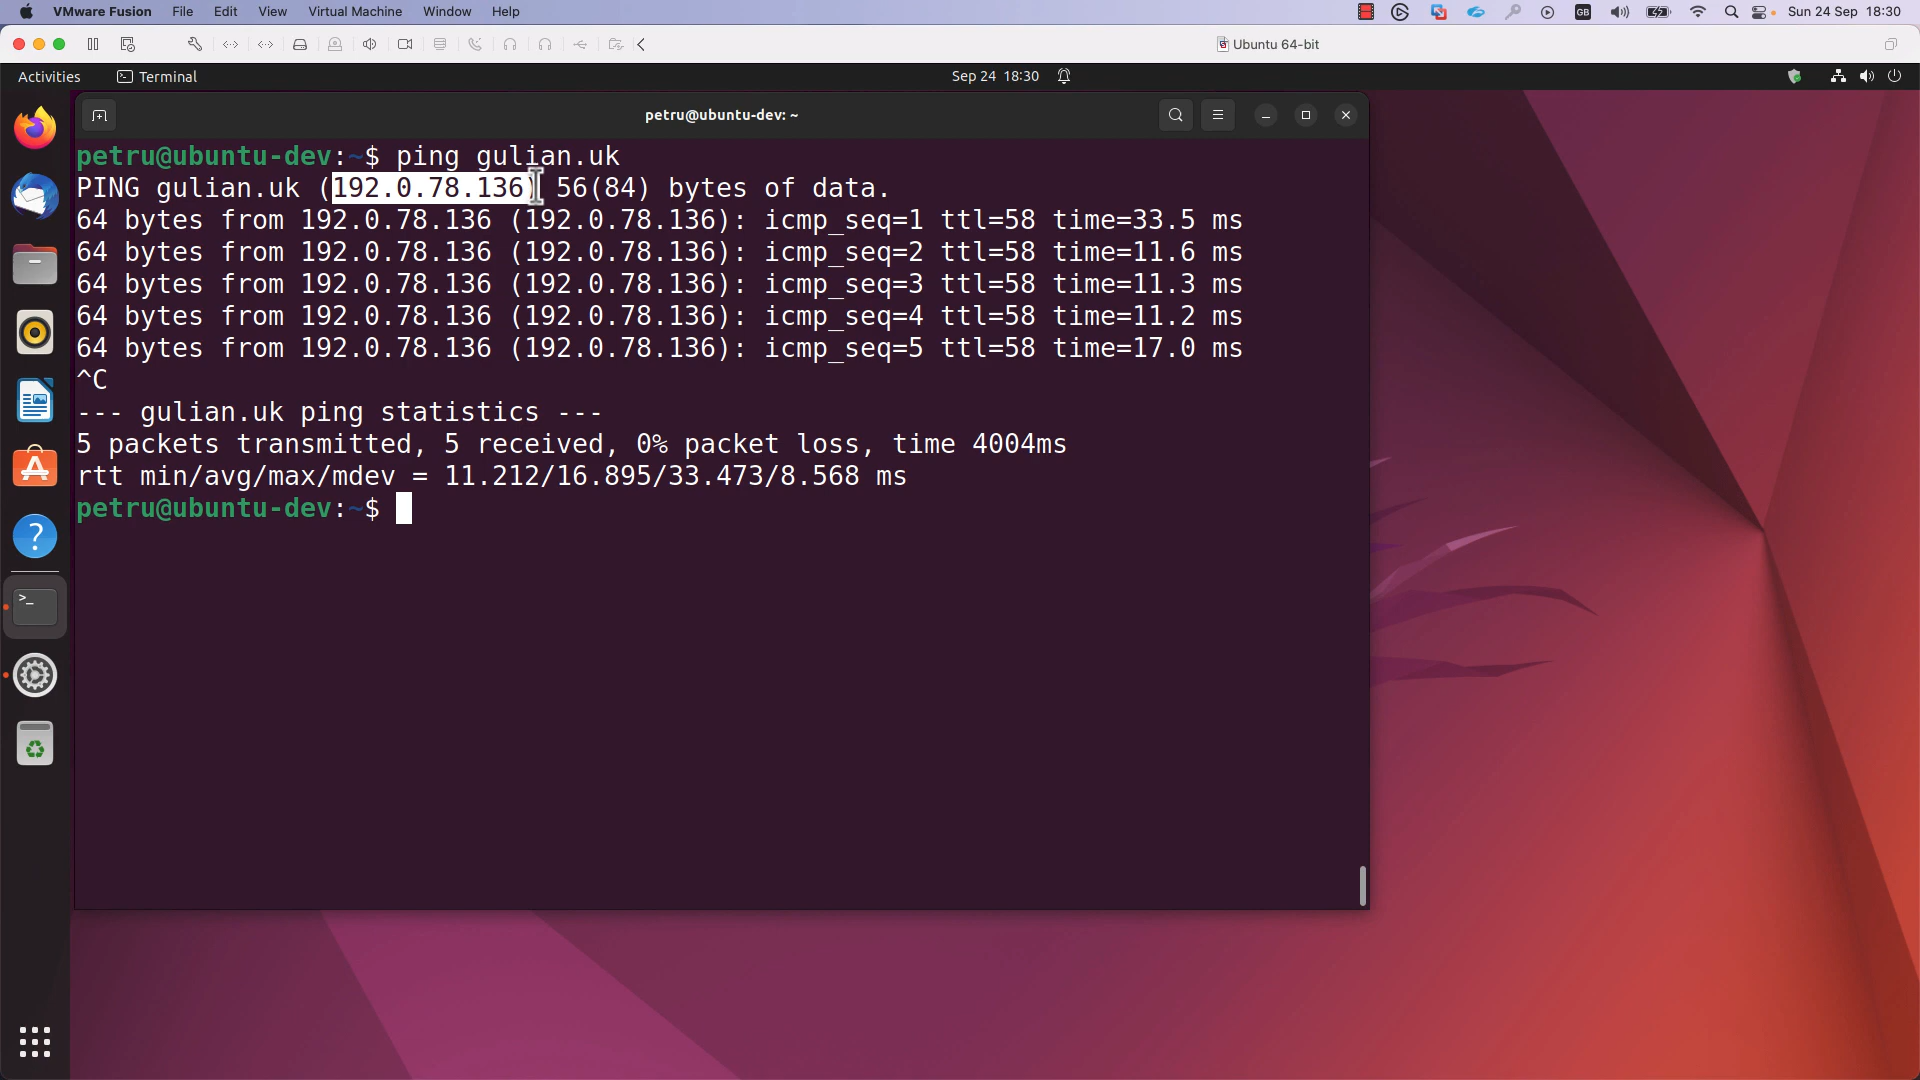 VMware Fusion File Edit View Virtual Machine Window Help GB Sun 24 Sep 18:30
Ubuntu 64-bit
Activities Terminal Sep 24 18:30
petru@ubuntu-dev: ~
petru@ubuntu-dev:~$ ping gulian.uk
PING gulian.uk (192.0.78.136) 56(84) bytes of data.
64 bytes from 192.0.78.136 (192.0.78.136): icmp_seq=1 ttl=58 time=33.5 ms
64 bytes from 192.0.78.136 (192.0.78.136): icmp_seq=2 ttl=58 time=11.6 ms
64 bytes from 192.0.78.136 (192.0.78.136): icmp_seq=3 ttl=58 time=11.3 ms
64 bytes from 192.0.78.136 (192.0.78.136): icmp_seq=4 ttl=58 time=11.2 ms
64 bytes from 192.0.78.136 (192.0.78.136): icmp_seq=5 ttl=58 time=17.0 ms
^C
--- gulian.uk ping statistics ---
5 packets transmitted, 5 received, 0% packet loss, time 4004ms
rtt min/avg/max/mdev = 11.212/16.895/33.473/8.568 ms
petru@ubuntu-dev:~$